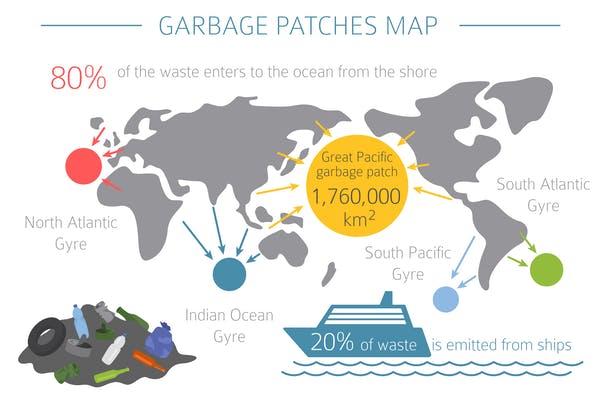 GARBAGE PATCHES MAP
80% of the waste enters to the ocean from the shore
Great Pacific
garbage patch
1,760,000
km²
North Atlantic
Gyre
South Atlantic
Gyre
South Pacific
Gyre
Indian Ocean
Gyre
20% of waste is emitted from ships